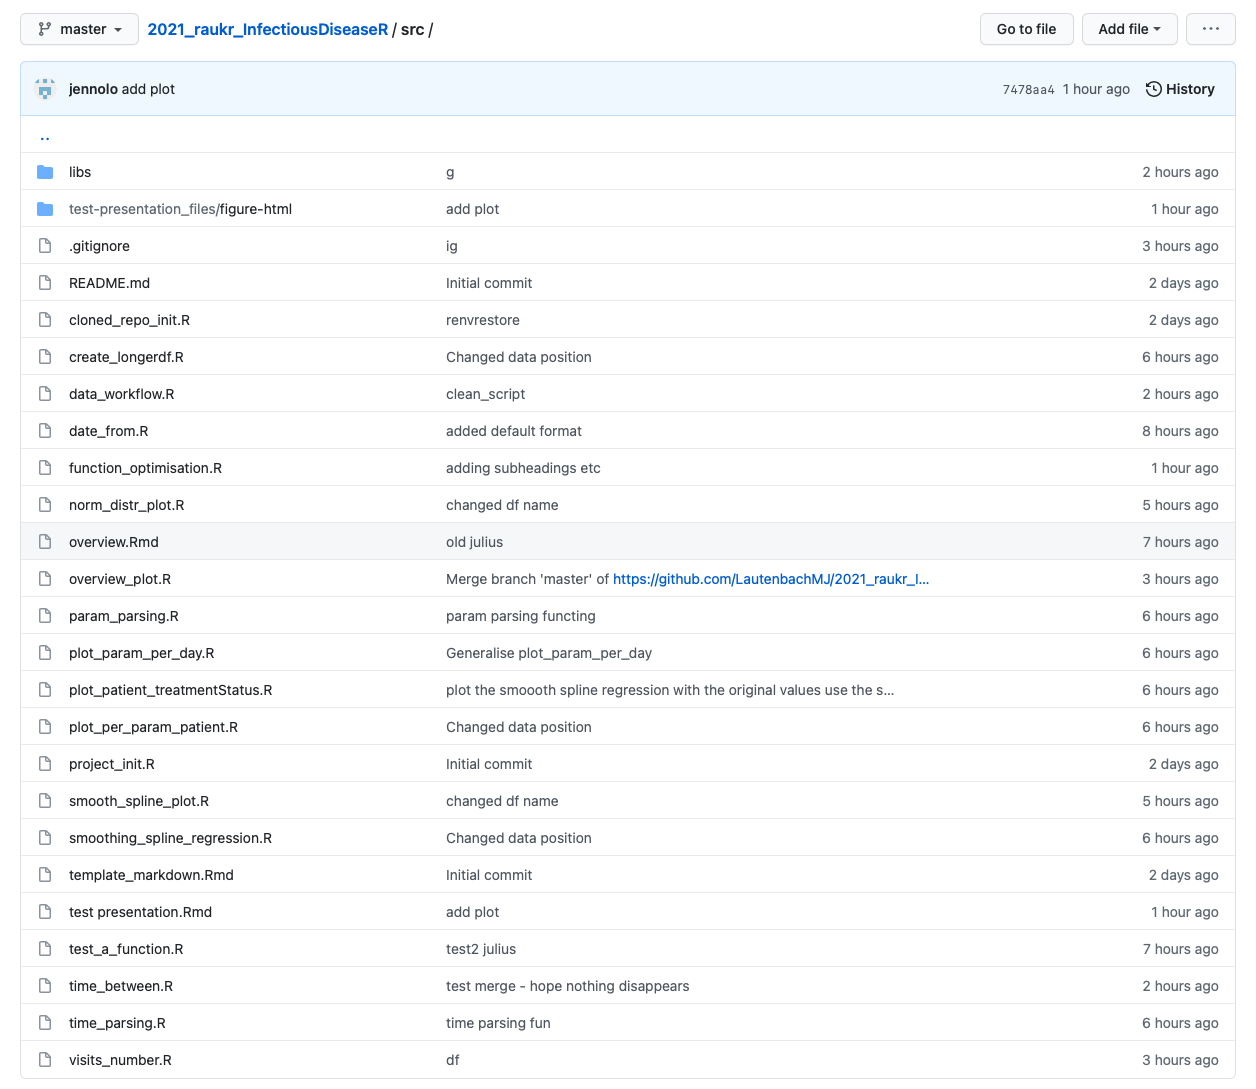 master 2021_raukr_InfectiousDiseaseR / src / Go to file Add file ...
jennolo add plot 7478aa4 1 hour ago History
..
libs g 2 hours ago
test-presentation_files/figure-html add plot 1 hour ago
.gitignore ig 3 hours ago
README.md Initial commit 2 days ago
cloned_repo_init.R renvrestore 2 days ago
create_longerdf.R Changed data position 6 hours ago
data_workflow.R clean_script 2 hours ago
date_from.R added default format 8 hours ago
function_optimisation.R adding subheadings etc 1 hour ago
norm_distr_plot.R changed df name 5 hours ago
overview.Rmd old julius 7 hours ago
overview_plot.R Merge branch 'master' of https://github.com/LautenbachMJ/2021_raukr_I... 3 hours ago
param_parsing.R param parsing functing 6 hours ago
plot_param_per_day.R Generalise plot_param_per_day 6 hours ago
plot_patient_treatmentStatus.R plot the smoooth spline regression with the original values use the s... 6 hours ago
plot_per_param_patient.R Changed data position 6 hours ago
project_init.R Initial commit 2 days ago
smooth_spline_plot.R changed df name 5 hours ago
smoothing_spline_regression.R Changed data position 6 hours ago
template_markdown.Rmd Initial commit 2 days ago
test presentation.Rmd add plot 1 hour ago
test_a_function.R test2 julius 7 hours ago
time_between.R test merge - hope nothing disappears 2 hours ago
time_parsing.R time parsing fun 6 hours ago
visits_number.R df 3 hours ago